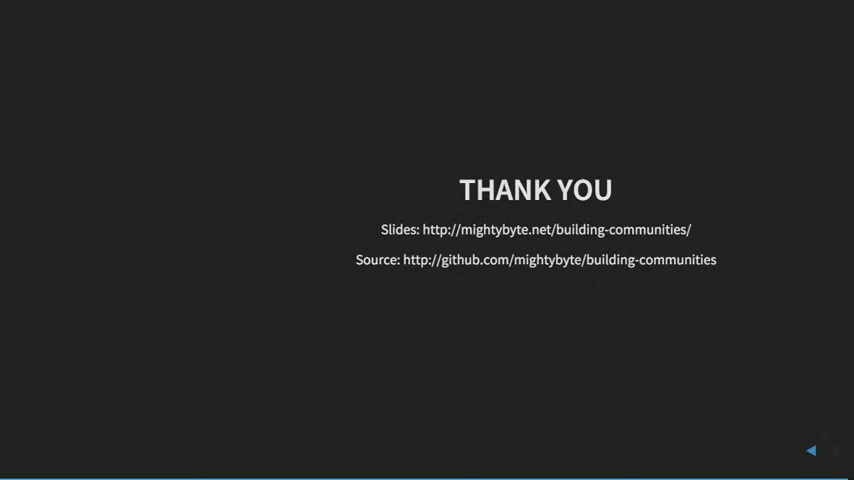 THANK YOU
Slides: http://mightybyte.net/building-communities/
Source: http://github.com/mightybyte/building-communities